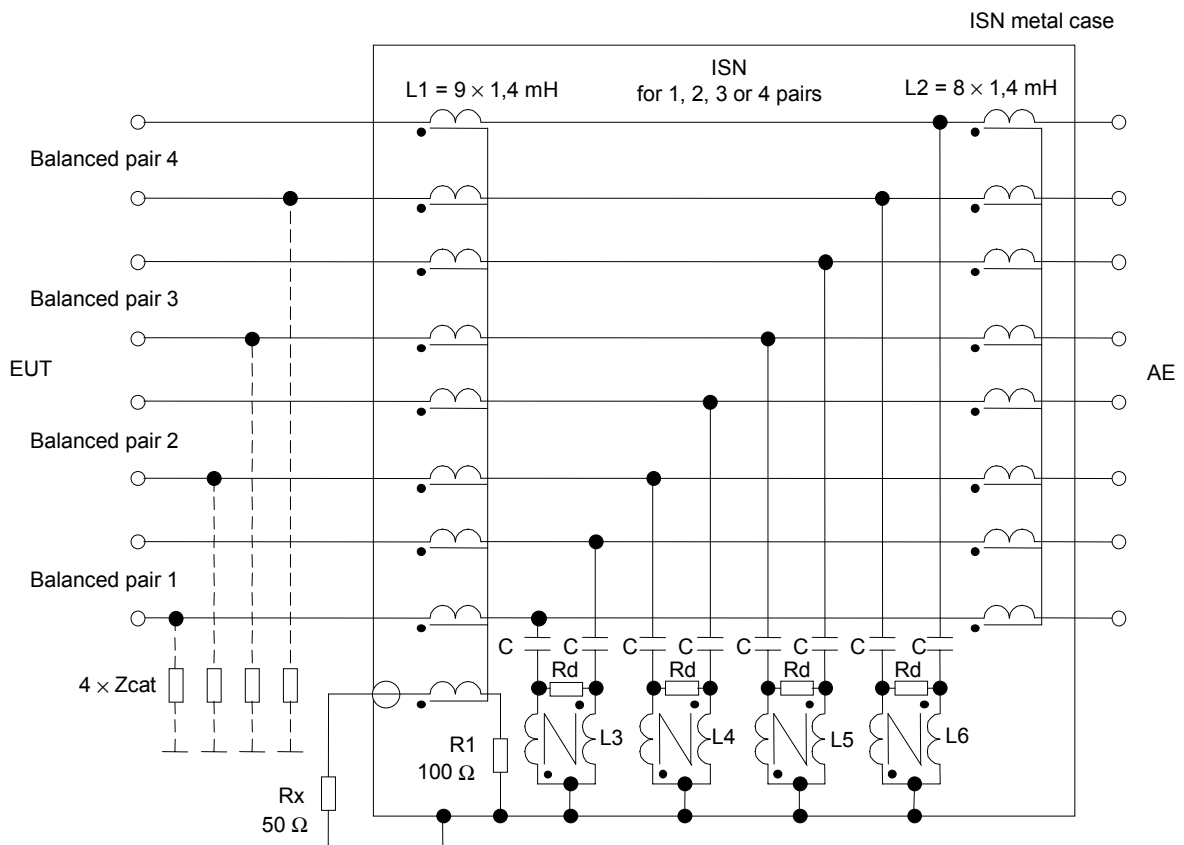 ISN metal case
ISN
for 1, 2, 3 or 4 pairs
L1 = 9 × 1,4 mH
L2 = 8 × 1,4 mH
Balanced pair 4
Balanced pair 3
EUT
AE
Balanced pair 2
Balanced pair 1
C C C C C C C C
4 × Zcat
Rd Rd Rd Rd
L3 L4 L5 L6
R1
100 Ω
Rx
50 Ω